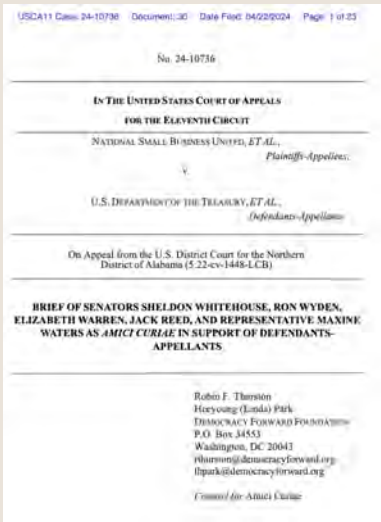 USCA11 Case: 24-10736 Document: 30 Date Filed: 04/22/2024 Page: 1 of 23
No. 24-10736
IN THE UNITED STATES COURT OF APPEALS
FOR THE ELEVENTH CIRCUIT
NATIONAL SMALL BUSINESS UNITED, ET AL.,
Plaintiffs-Appellees,
v.
U.S. DEPARTMENT OF THE TREASURY, ET AL.,
Defendants-Appellants.
On Appeal from the U.S. District Court for the Northern
District of Alabama (5:22-cv-1448-LCB)
BRIEF OF SENATORS SHELDON WHITEHOUSE, RON WYDEN,
ELIZABETH WARREN, JACK REED, AND REPRESENTATIVE MAXINE
WATERS AS AMICI CURIAE IN SUPPORT OF DEFENDANTS-
APPELLANTS
Robin F. Thurston
Heeyoung (Linda) Park
DEMOCRACY FORWARD FOUNDATION
P.O. Box 34553
Washington, DC 20043
rthurston@democracyforward.org
lhpark@democracyforward.org
Counsel for Amici Curiae